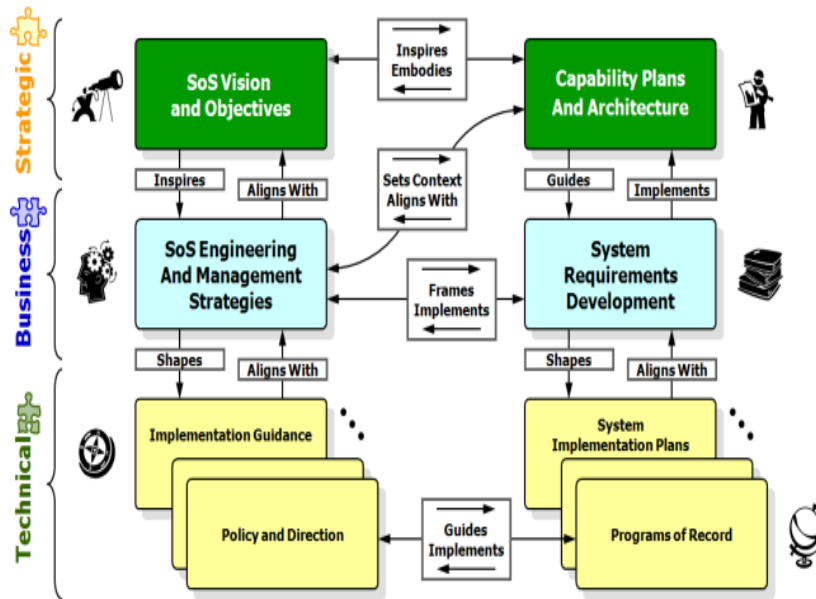 Strategic
SoS Vision
and Objectives
Inspires
Embodies
Capability Plans
And Architecture
Inspires
Aligns With
Sets Context
Aligns With
Guides
Implements
Business
SoS Engineering
And Management
Strategies
Frames
Implements
System
Requirements
Development
Shapes
Aligns With
Shapes
Aligns With
Technical
Implementation Guidance
System
Implementation Plans
Policy and Direction
Guides
Implements
Programs of Record